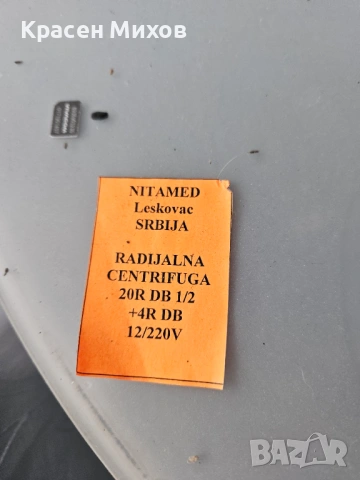 Красен Михов
NITAMED
Leskovac
SRBIJA
RADIJALNA
CENTRIFUGA
20R DB 1/2
+4R DB
12/220V
BAZAR